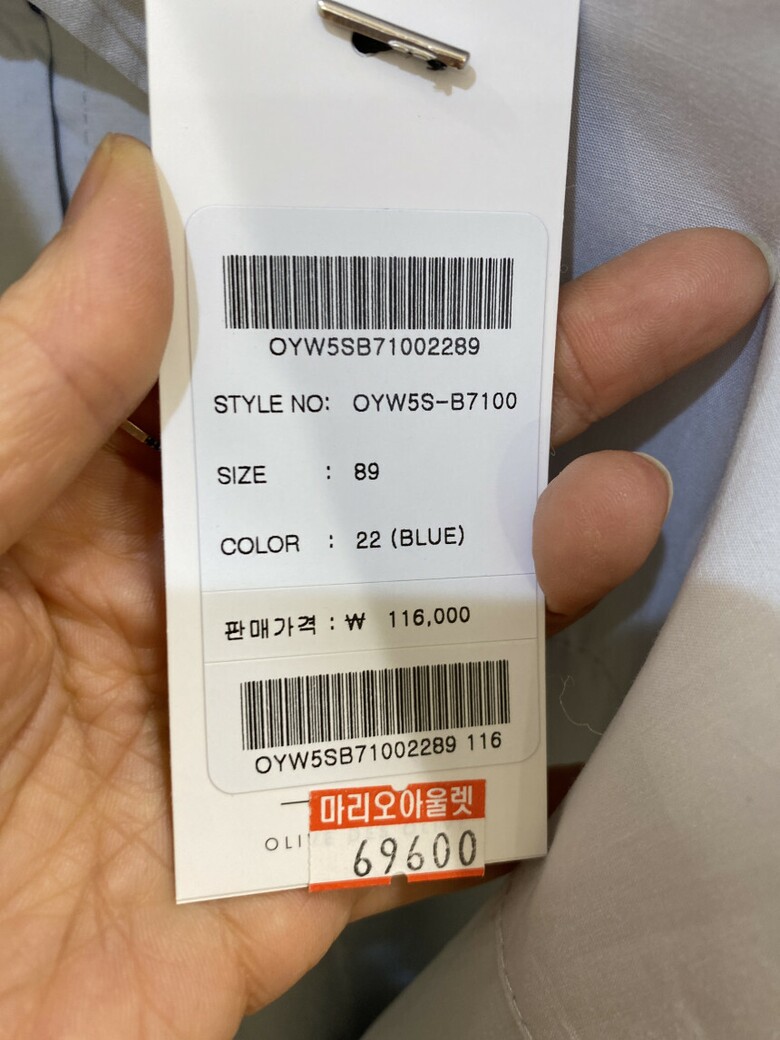 OYW5SB71002289
STYLE NO: OYW5S-B7100
SIZE : 89
COLOR : 22 (BLUE)
판매가격 : ₩ 116,000
OYW5SB71002289 116
마리오아울렛
69600